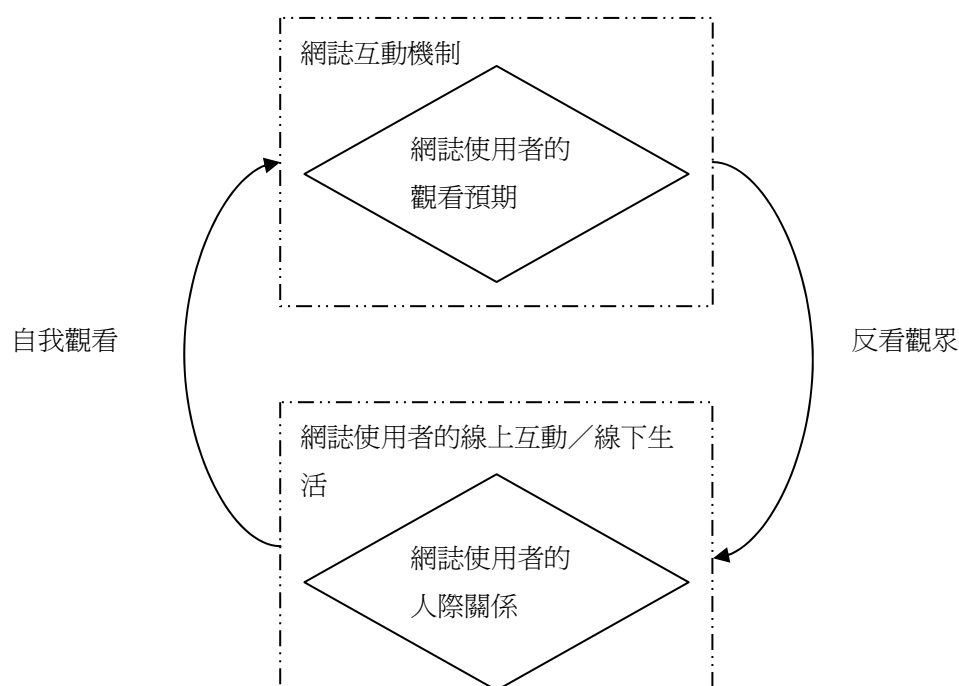 網誌互動機制
網誌使用者的
觀看預期
自我觀看
反看觀眾
網誌使用者的線上互動／線下生
活
網誌使用者的
人際關係